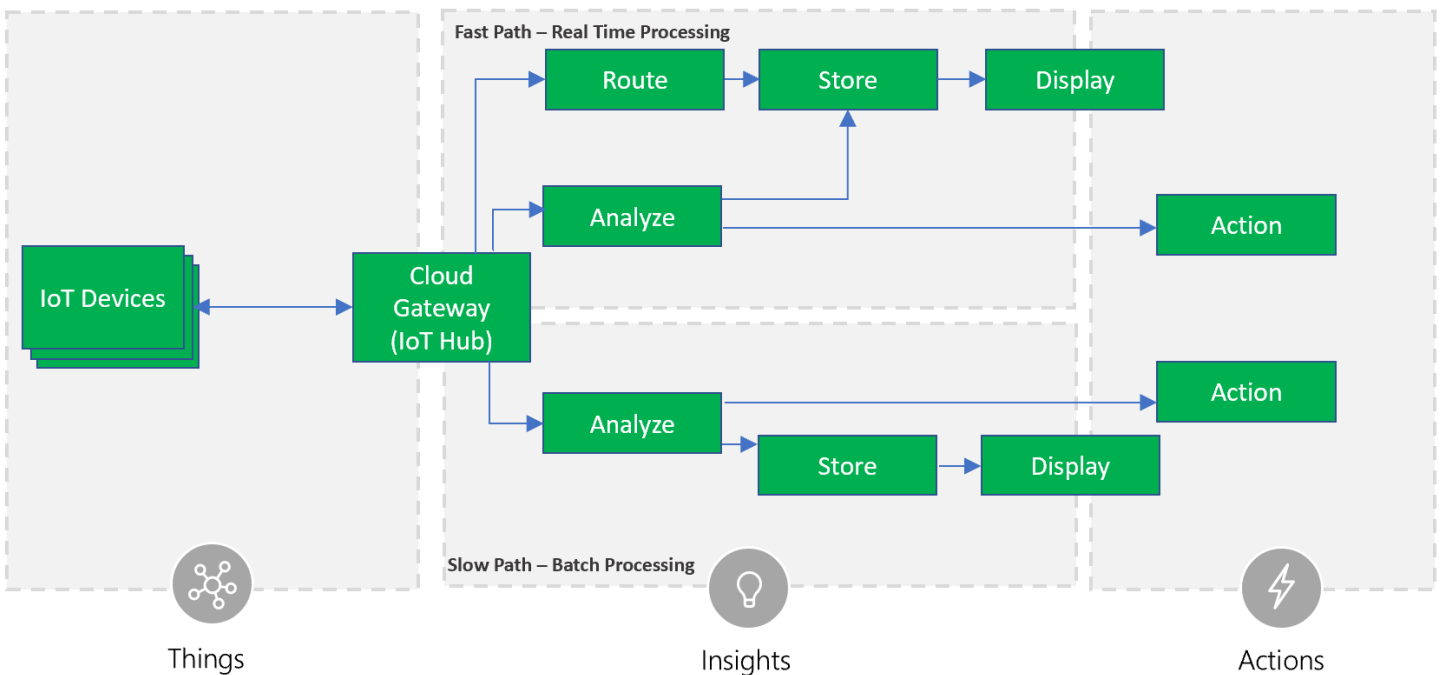 Fast Path – Real Time Processing
Route
Store
Display
Analyze
Action
IoT Devices
Cloud
Gateway
(IoT Hub)
Action
Analyze
Store
Display
Slow Path – Batch Processing
Things
Insights
Actions